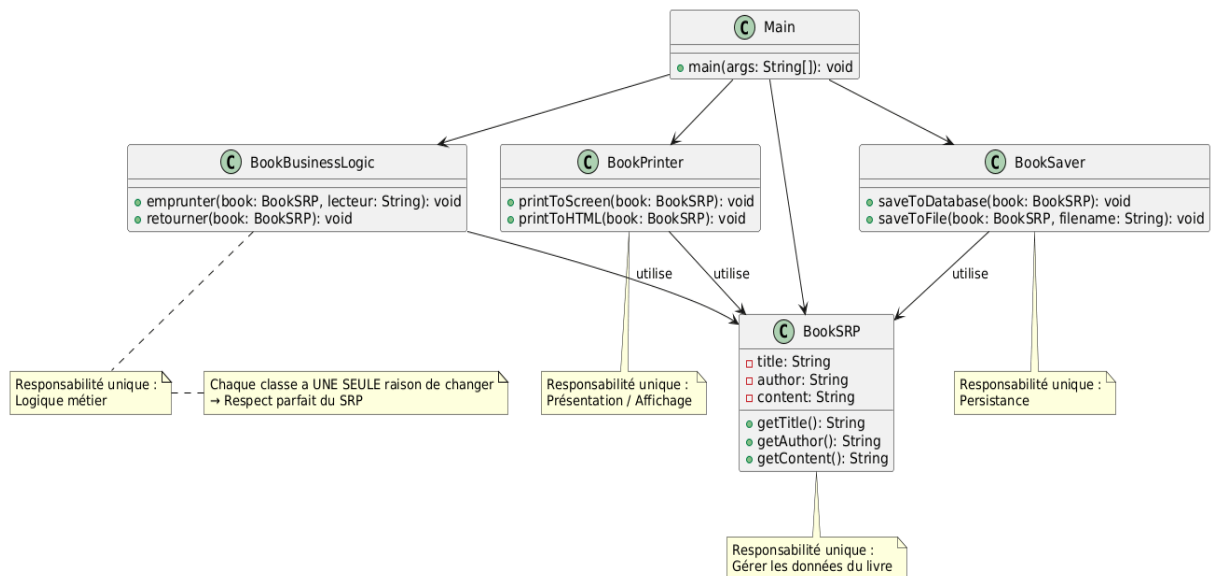 C Main
main(args: String[]): void
C BookBusinessLogic
emprunter(book: BookSRP, lecteur: String): void
retourner(book: BookSRP): void
C BookPrinter
printToScreen(book: BookSRP): void
printToHTML(book: BookSRP): void
C BookSaver
saveToDatabase(book: BookSRP): void
saveToFile(book: BookSRP, filename: String): void
utilise
utilise
utilise
C BookSRP
title: String
author: String
content: String
getTitle(): String
getAuthor(): String
getContent(): String
Responsabilité unique :
Logique métier
Chaque classe a UNE SEULE raison de changer
→ Respect parfait du SRP
Responsabilité unique :
Présentation / Affichage
Responsabilité unique :
Persistance
Responsabilité unique :
Gérer les données du livre